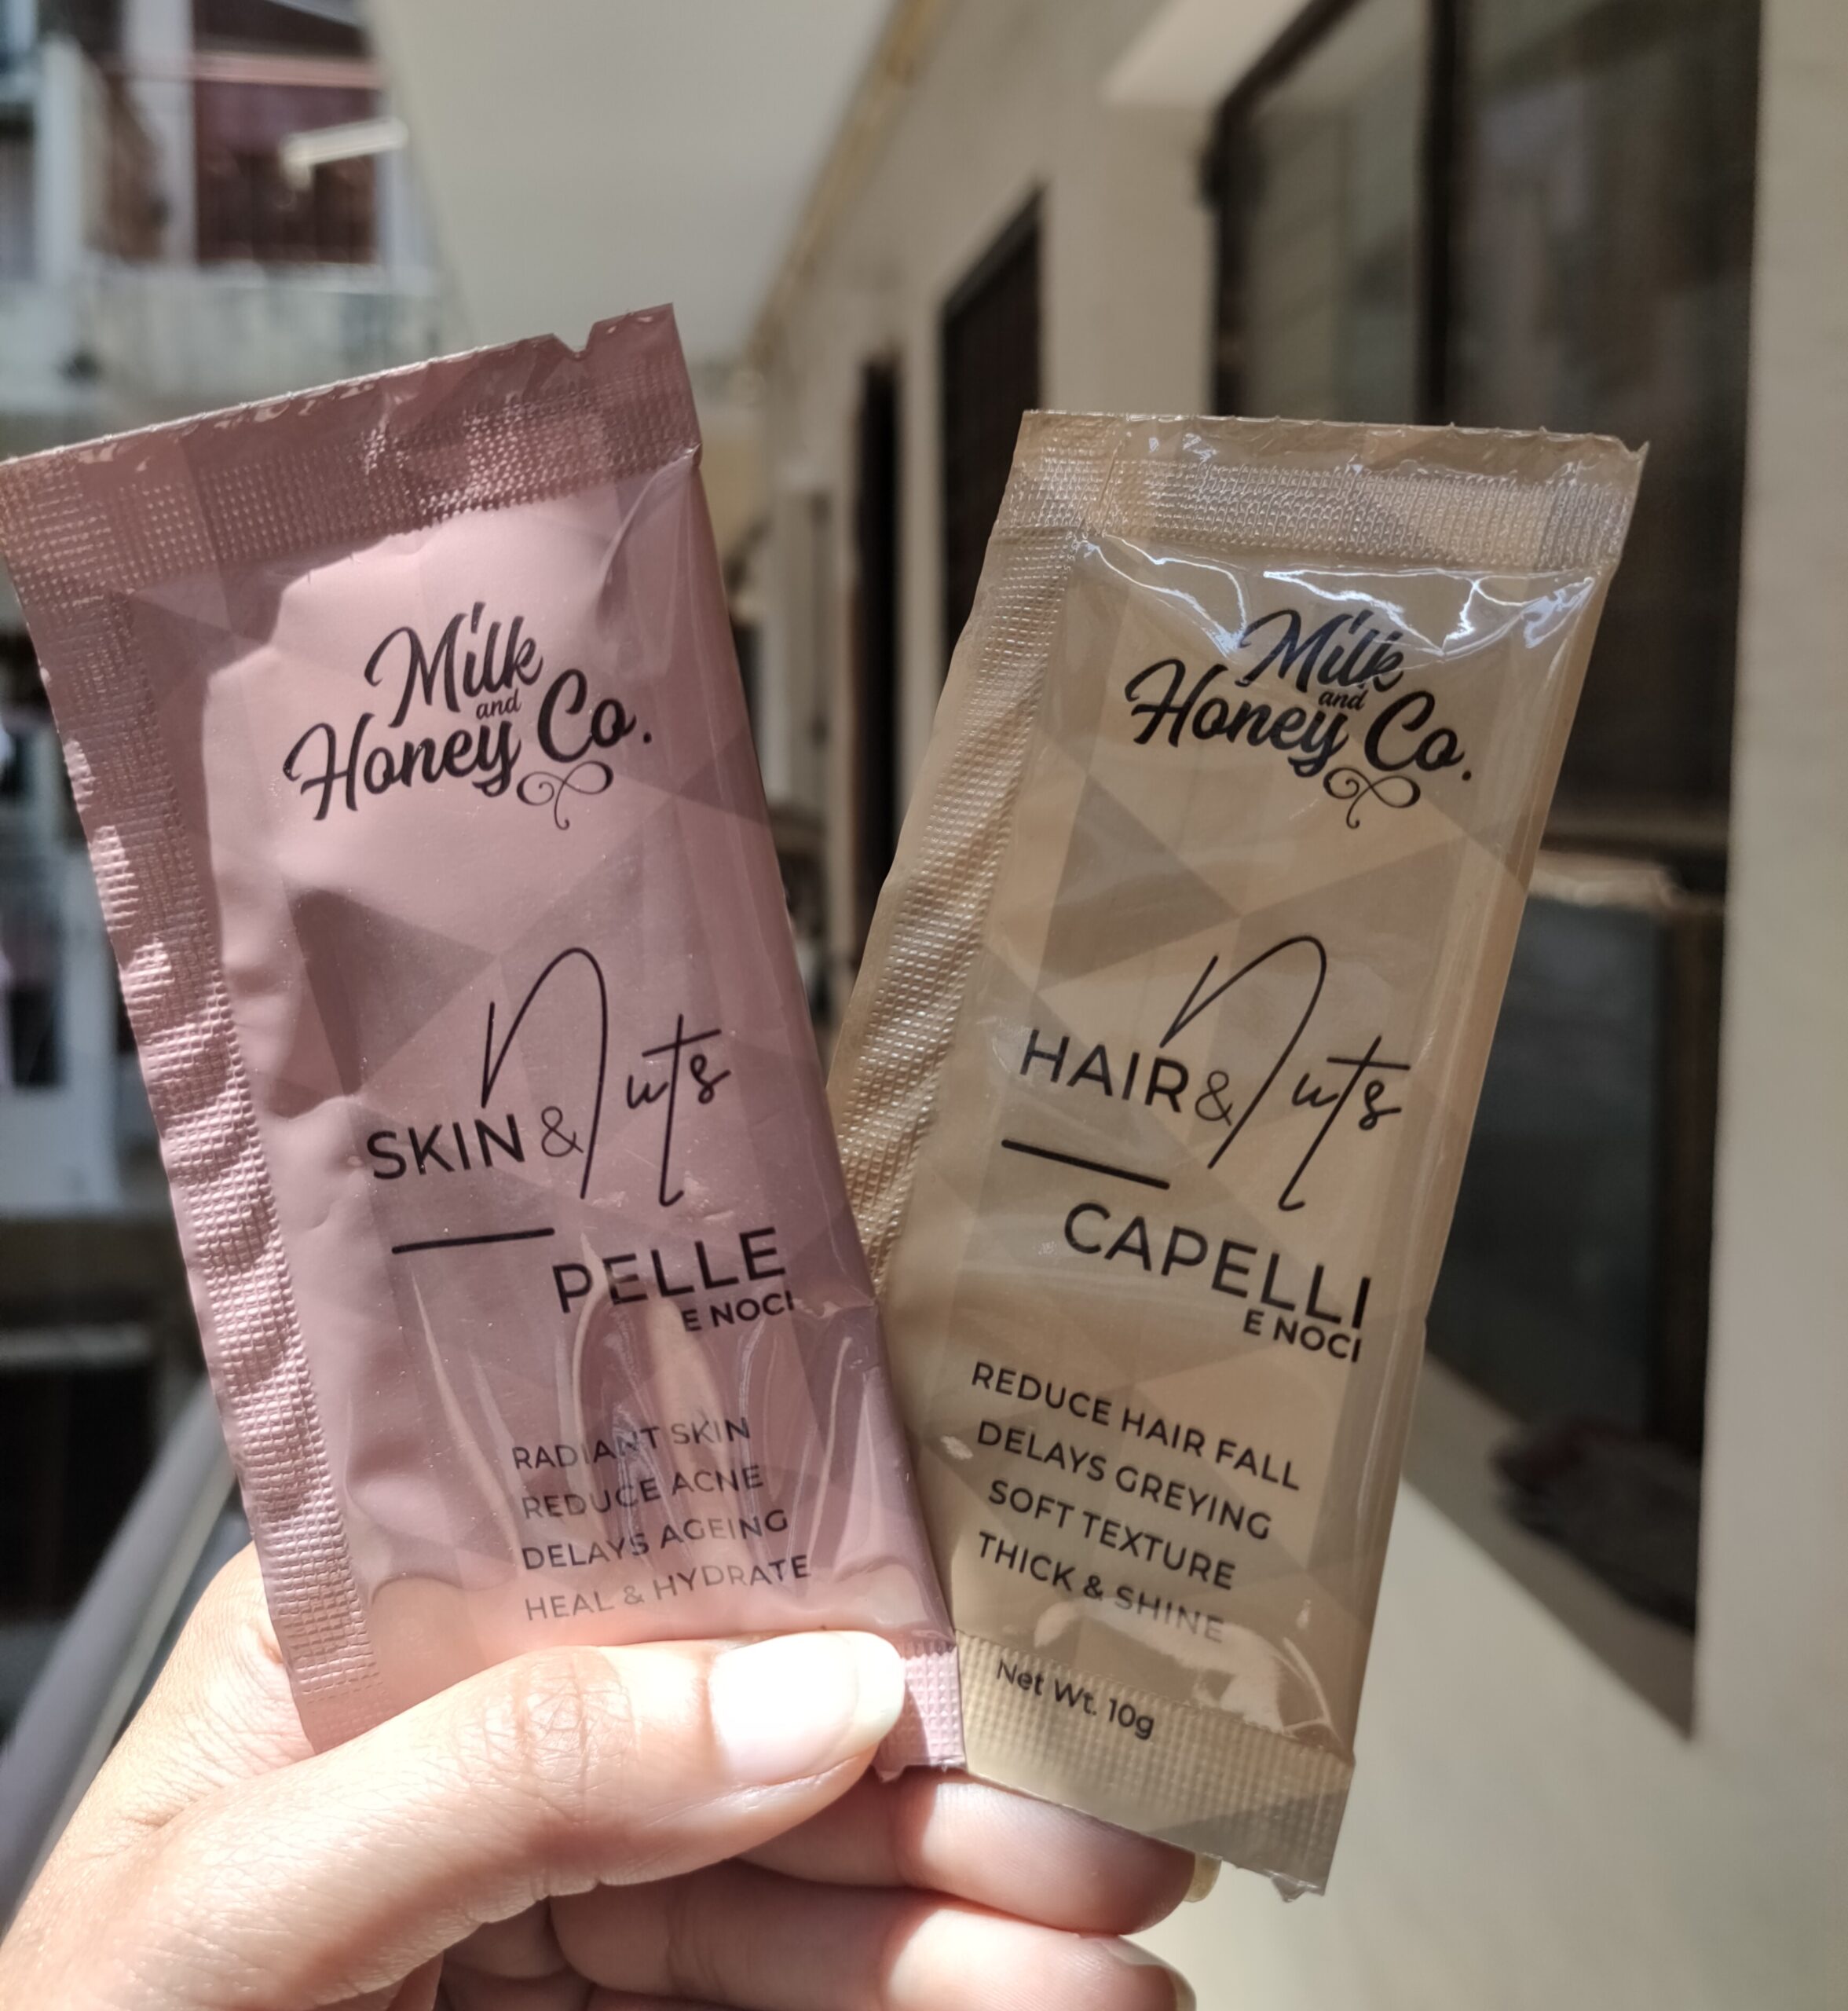 Milk
and
Honey Co.
SKIN & Nuts
PELLE
E NOCI
RADIANT SKIN
REDUCE ACNE
DELAYS AGEING
HEAL & HYDRATE
Milk
and
Honey Co.
HAIR & Nuts
CAPELLI
E NOCI
REDUCE HAIR FALL
DELAYS GREYING
SOFT TEXTURE
THICK & SHINE
Net Wt. 10g